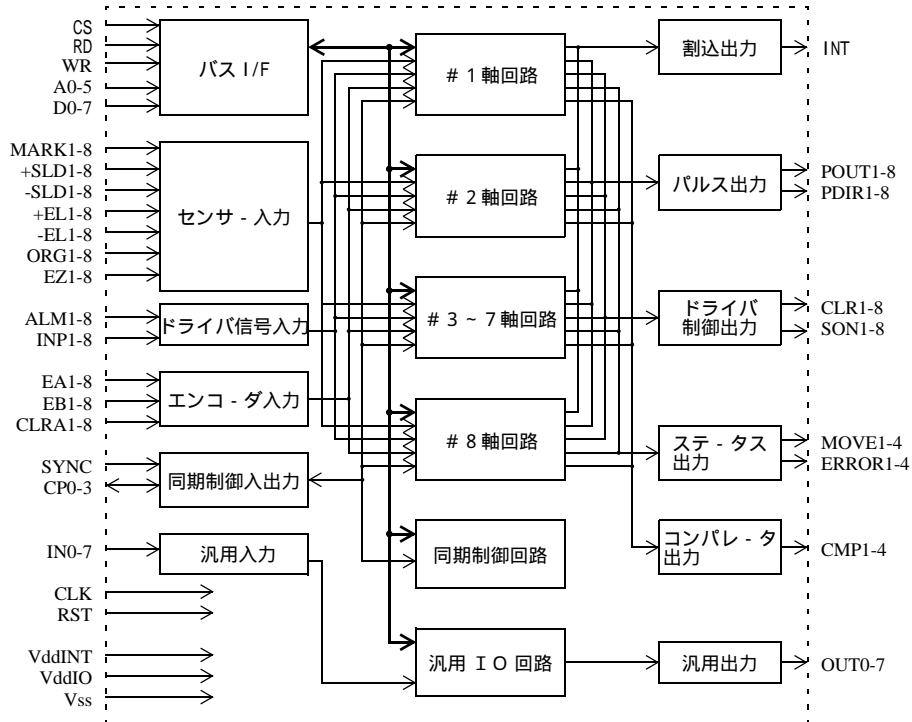 CS
RD
WR
A0-5
D0-7
バス I/F
MARK1-8
+SLD1-8
-SLD1-8
+EL1-8
-EL1-8
ORG1-8
EZ1-8
センサ - 入力
ALM1-8
INP1-8
ドライバ信号入力
EA1-8
EB1-8
CLRA1-8
エンコ - ダ入力
SYNC
CP0-3
同期制御入出力
IN0-7
汎用入力
CLK
RST
VddINT
VddIO
Vss
# 1 軸回路
# 2 軸回路
# 3 ~ 7 軸回路
# 8 軸回路
同期制御回路
汎用 IO 回路
割込出力
INT
パルス出力
POUT1-8
PDIR1-8
ドライバ
制御出力
CLR1-8
SON1-8
ステ - タス
出力
MOVE1-4
ERROR1-4
コンパレ - タ
出力
CMP1-4
汎用出力
OUT0-7